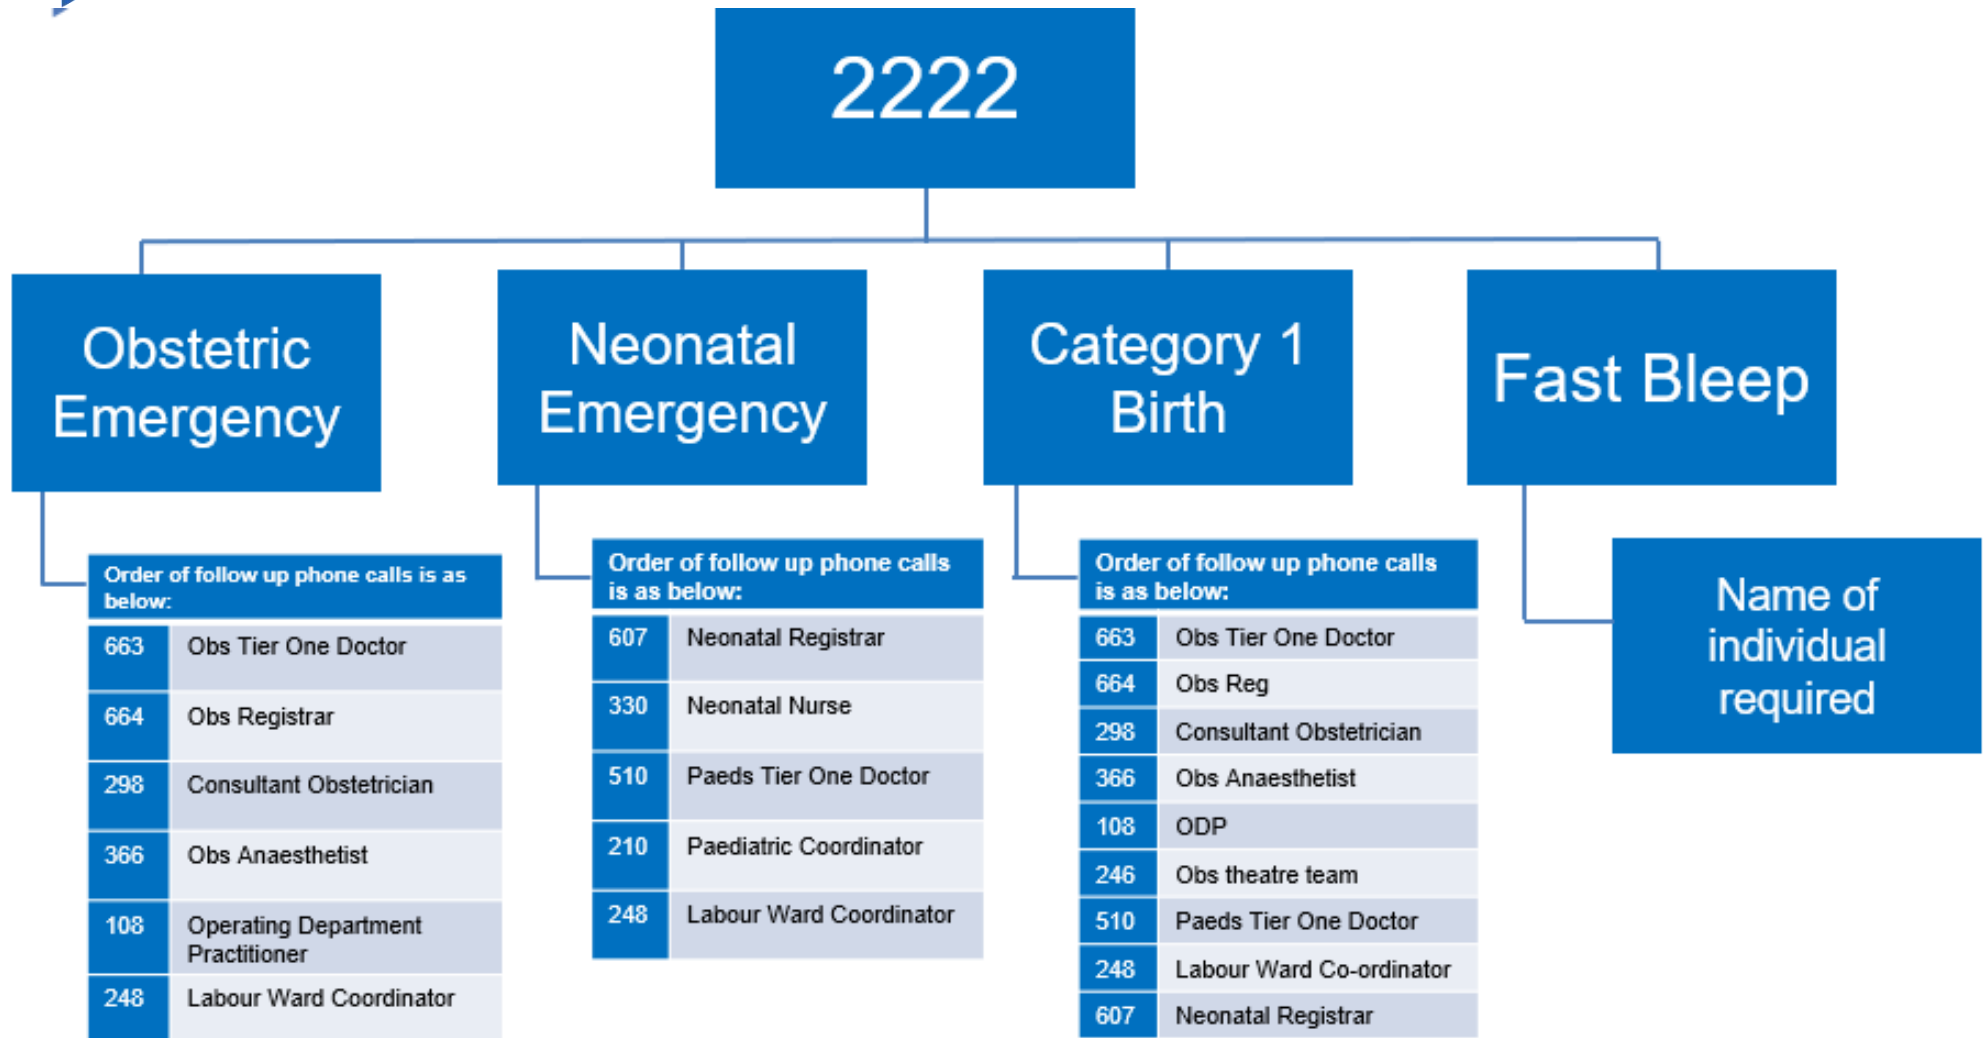 2222
Obstetric
Emergency
Neonatal
Emergency
Category 1
Birth
Fast Bleep
Order of follow up phone calls is as
below:
663 Obs Tier One Doctor
664 Obs Registrar
298 Consultant Obstetrician
366 Obs Anaesthetist
108 Operating Department
Practitioner
248 Labour Ward Coordinator
Order of follow up phone calls
is as below:
607 Neonatal Registrar
330 Neonatal Nurse
510 Paeds Tier One Doctor
210 Paediatric Coordinator
248 Labour Ward Coordinator
Order of follow up phone calls
is as below:
663 Obs Tier One Doctor
664 Obs Reg
298 Consultant Obstetrician
366 Obs Anaesthetist
108 ODP
246 Obs theatre team
510 Paeds Tier One Doctor
248 Labour Ward Co-ordinator
607 Neonatal Registrar
Name of
individual
required